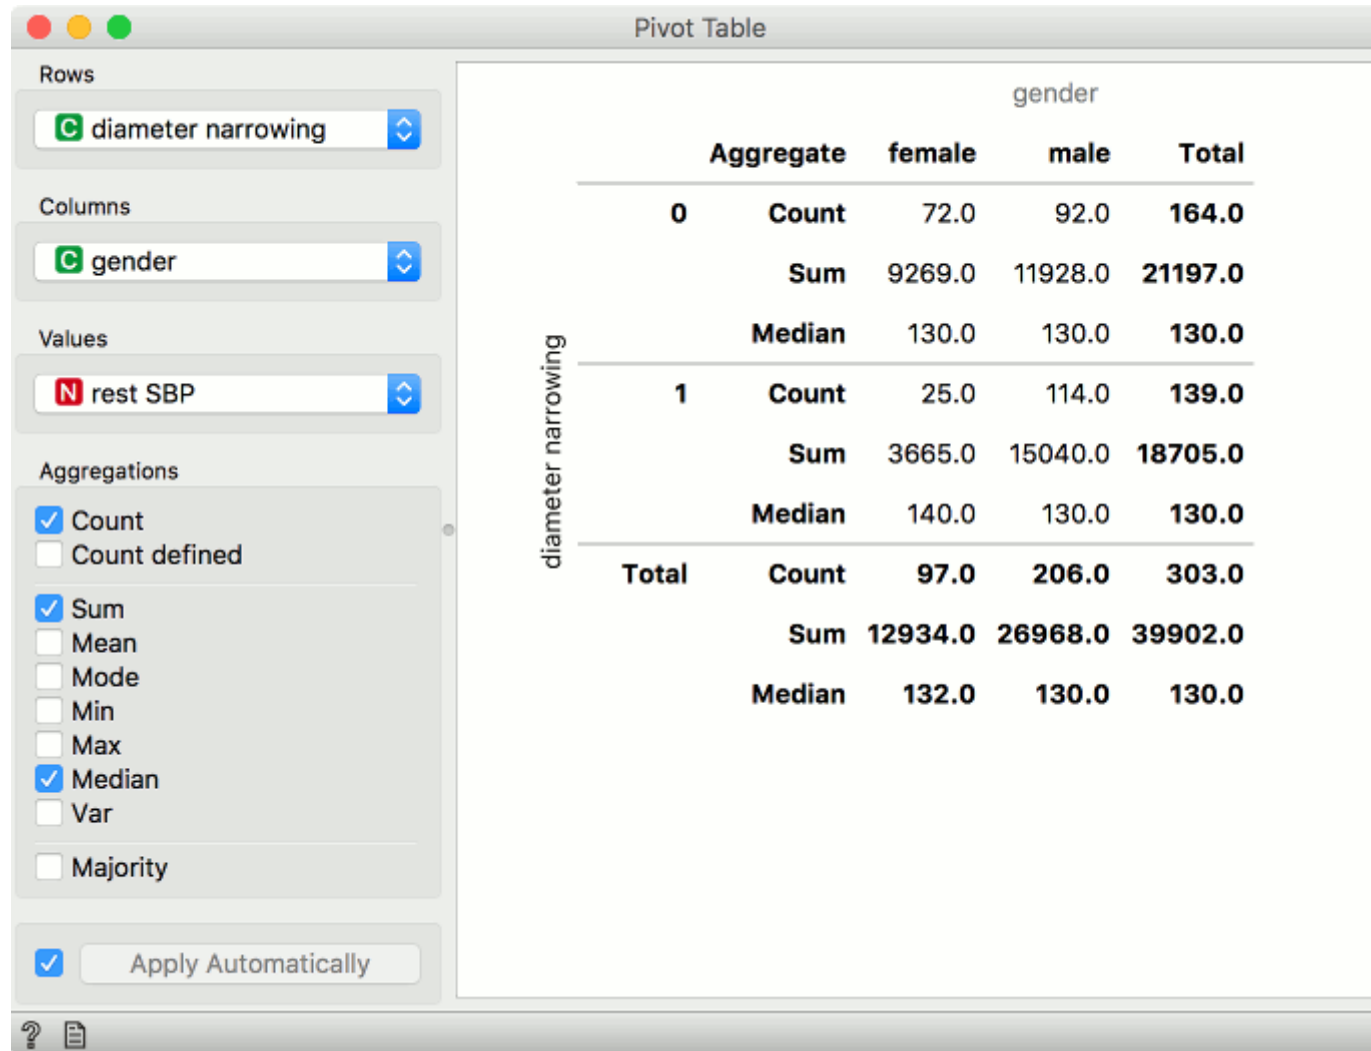 Pivot Table
Rows
C diameter narrowing
Columns
C gender
Values
N rest SBP
Aggregations
Count
Count defined
Sum
Mean
Mode
Min
Max
Median
Var
Majority
Apply Automatically
?
gender
Aggregate female male Total
diameter narrowing
0 Count 72.0 92.0 164.0
Sum 9269.0 11928.0 21197.0
Median 130.0 130.0 130.0
1 Count 25.0 114.0 139.0
Sum 3665.0 15040.0 18705.0
Median 140.0 130.0 130.0
Total Count 97.0 206.0 303.0
Sum 12934.0 26968.0 39902.0
Median 132.0 130.0 130.0